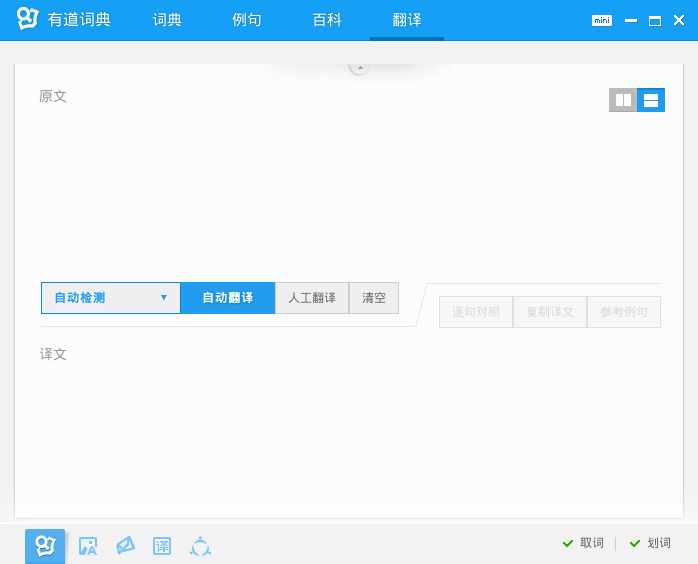 有道词典 词典 例句 百科 翻译 mini
原文
自动检测 自动翻译 人工翻译 清空
逐句对照 复制译文 参考例句
译文
A 译 取词 划词